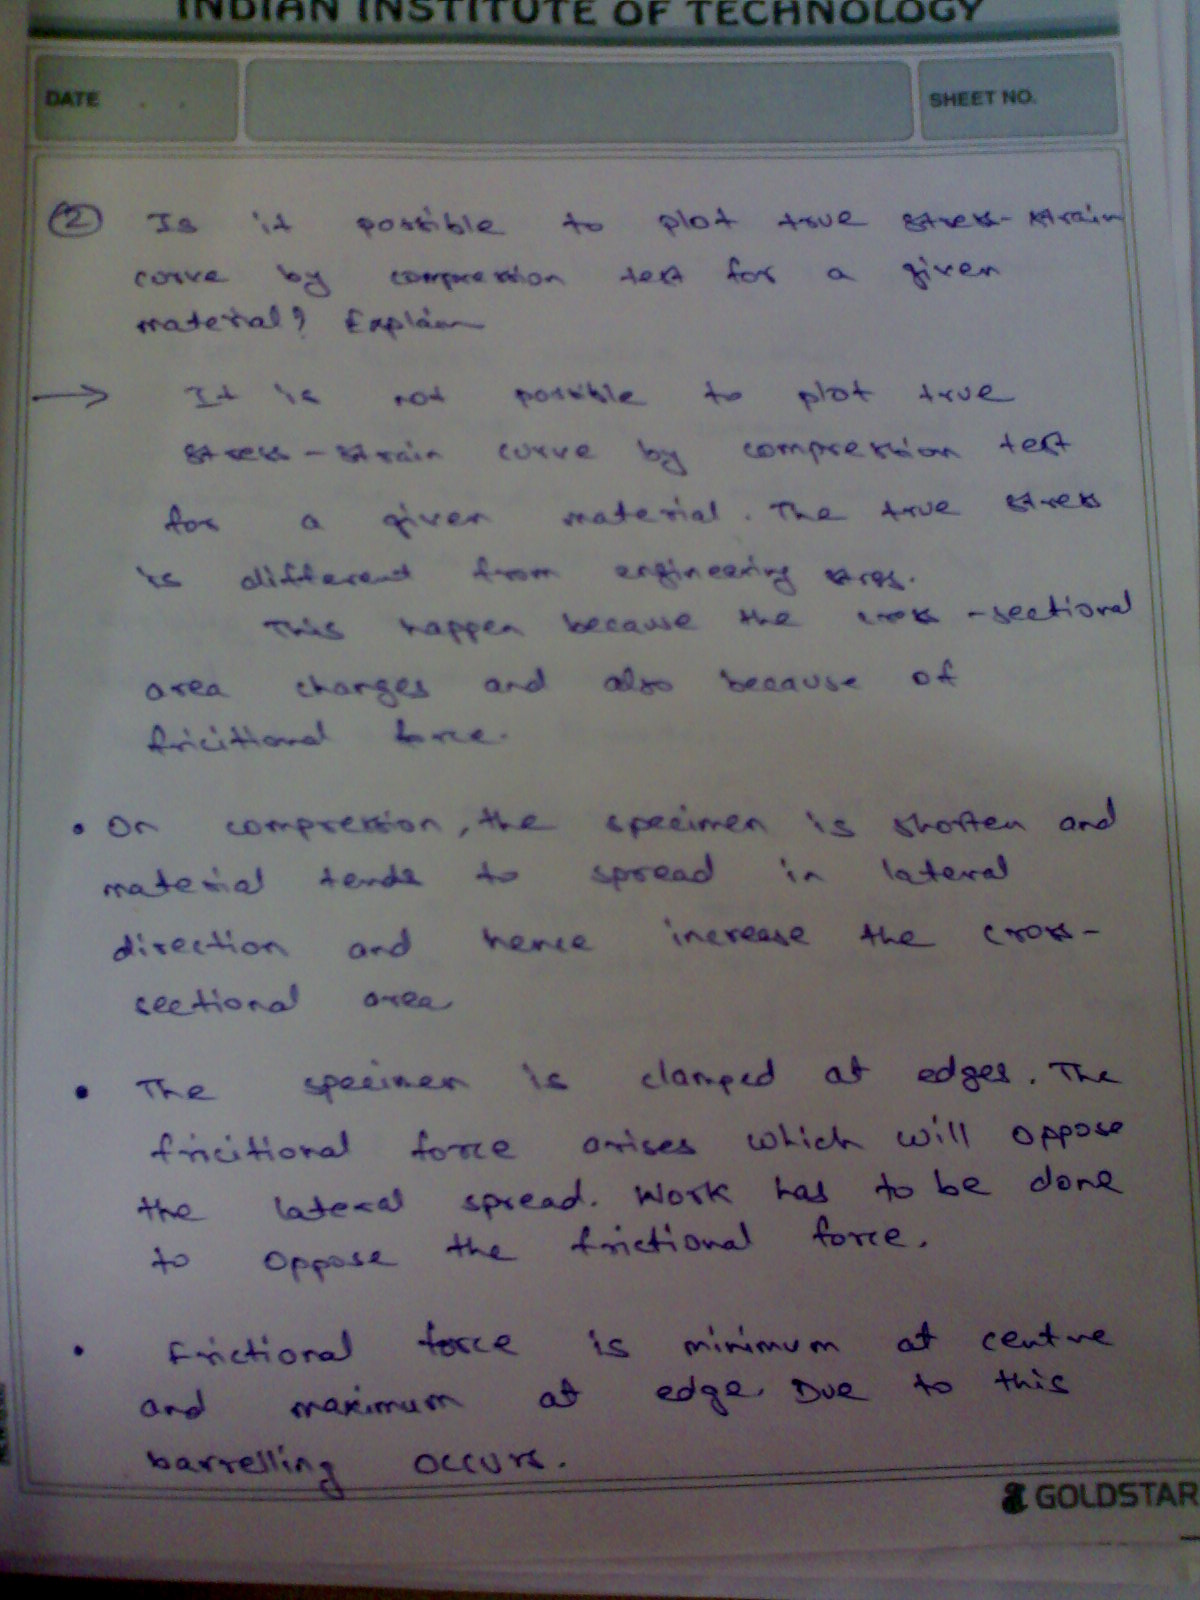 INDIAN INSTITUTE OF TECHNOLOGY
DATE
SHEET NO.
② Is it possible to plot true stress-strain
curve by compression test for a given
material? Explain
→ It is not possible to plot true
stress-strain curve by compression test
for a given material. The true stress
is different from engineering stress.
This happen because the cross-sectional
area changes and also because of
fricitional force.
• On compression, the specimen is shorten and
material tends to spread in lateral
direction and hence increase the cross-
sectional area
• The specimen is clamped at edges. The
fricitional force arises which will oppose
the lateral spread. Work has to be done
to oppose the frictional force.
• Frictional force is minimum at centre
and maximum at edge. Due to this
barrelling occurs.
GOLDSTAR